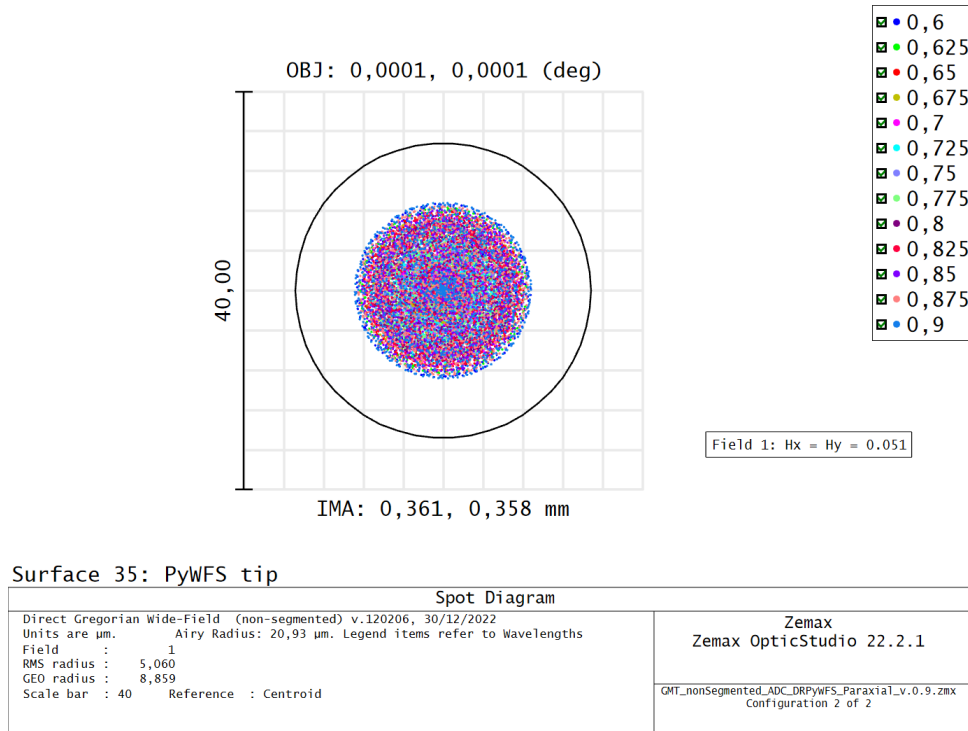 OBJ: 0,0001, 0,0001 (deg)
0,6
0,625
0,65
0,675
0,7
0,725
0,75
0,775
0,8
0,825
0,85
0,875
0,9
40,00
Field 1: Hx = Hy = 0.051
IMA: 0,361, 0,358 mm
Surface 35: PyWFS tip
Spot Diagram
Direct Gregorian Wide-Field (non-segmented) v.120206, 30/12/2022
Units are µm. Airy Radius: 20,93 µm. Legend items refer to Wavelengths
Field : 1
RMS radius : 5,060
GEO radius : 8,859
Scale bar : 40 Reference : Centroid
Zemax
Zemax OpticStudio 22.2.1
GMT_nonSegmented_ADC_DRPyWFS_Paraxial_v.0.9.zmx
Configuration 2 of 2